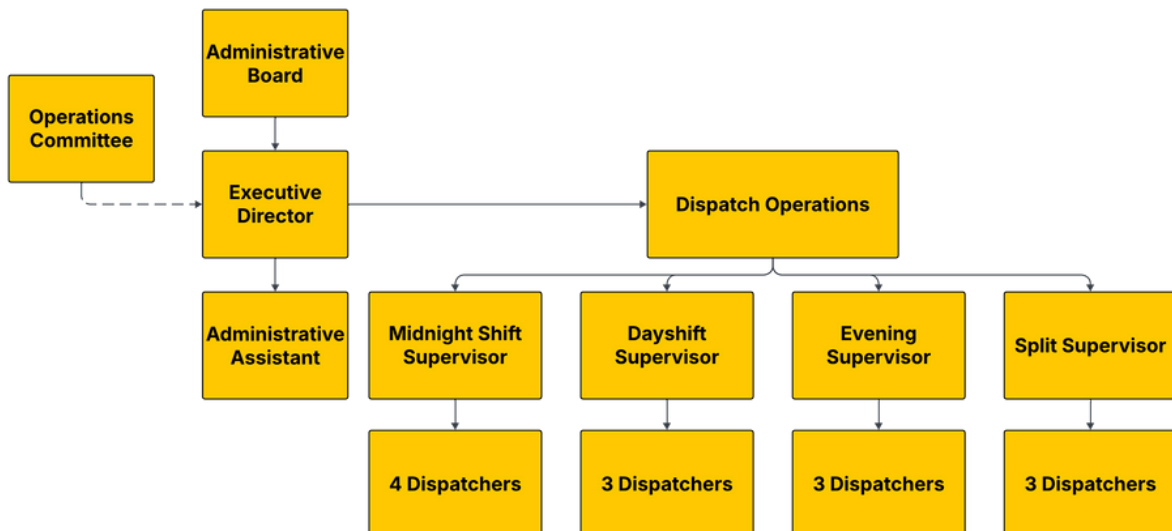 Administrative
Board
Operations
Committee
Executive
Director
Dispatch Operations
Administrative
Assistant
Midnight Shift
Supervisor
Dayshift
Supervisor
Evening
Supervisor
Split Supervisor
4 Dispatchers
3 Dispatchers
3 Dispatchers
3 Dispatchers